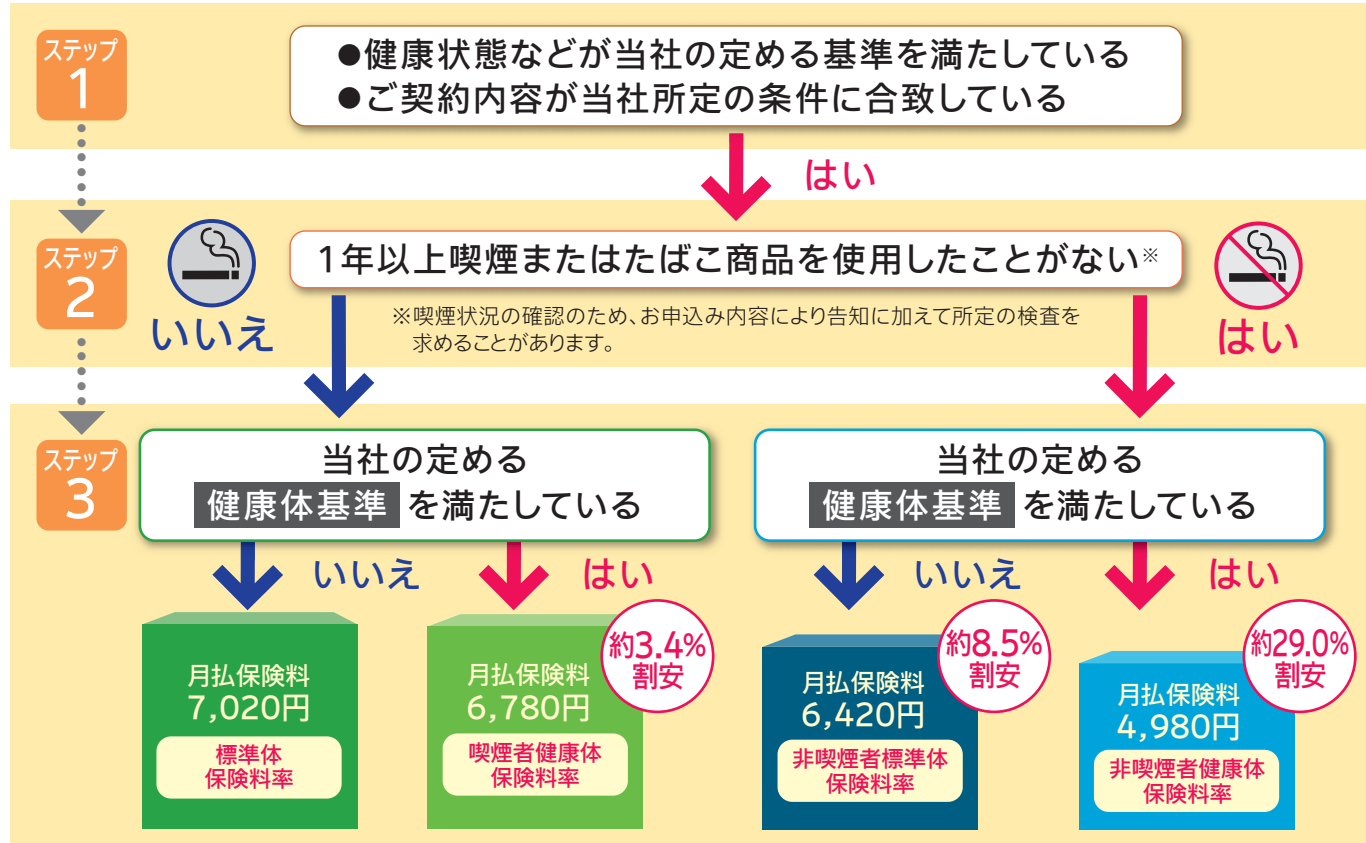 ステップ
1
●健康状態などが当社の定める基準を満たしている
●ご契約内容が当社所定の条件に合致している
はい
ステップ
2
いいえ
1年以上喫煙またはたばこ商品を使用したことがない※
※喫煙状況の確認のため、お申込み内容により告知に加えて所定の検査を
求めることがあります。
はい
ステップ
3
当社の定める
健康体基準 を満たしている
当社の定める
健康体基準 を満たしている
いいえ
はい
いいえ
はい
月払保険料
7,020円
標準体
保険料率
約3.4%
割安
月払保険料
6,780円
喫煙者健康体
保険料率
約8.5%
割安
月払保険料
6,420円
非喫煙者標準体
保険料率
約29.0%
割安
月払保険料
4,980円
非喫煙者健康体
保険料率